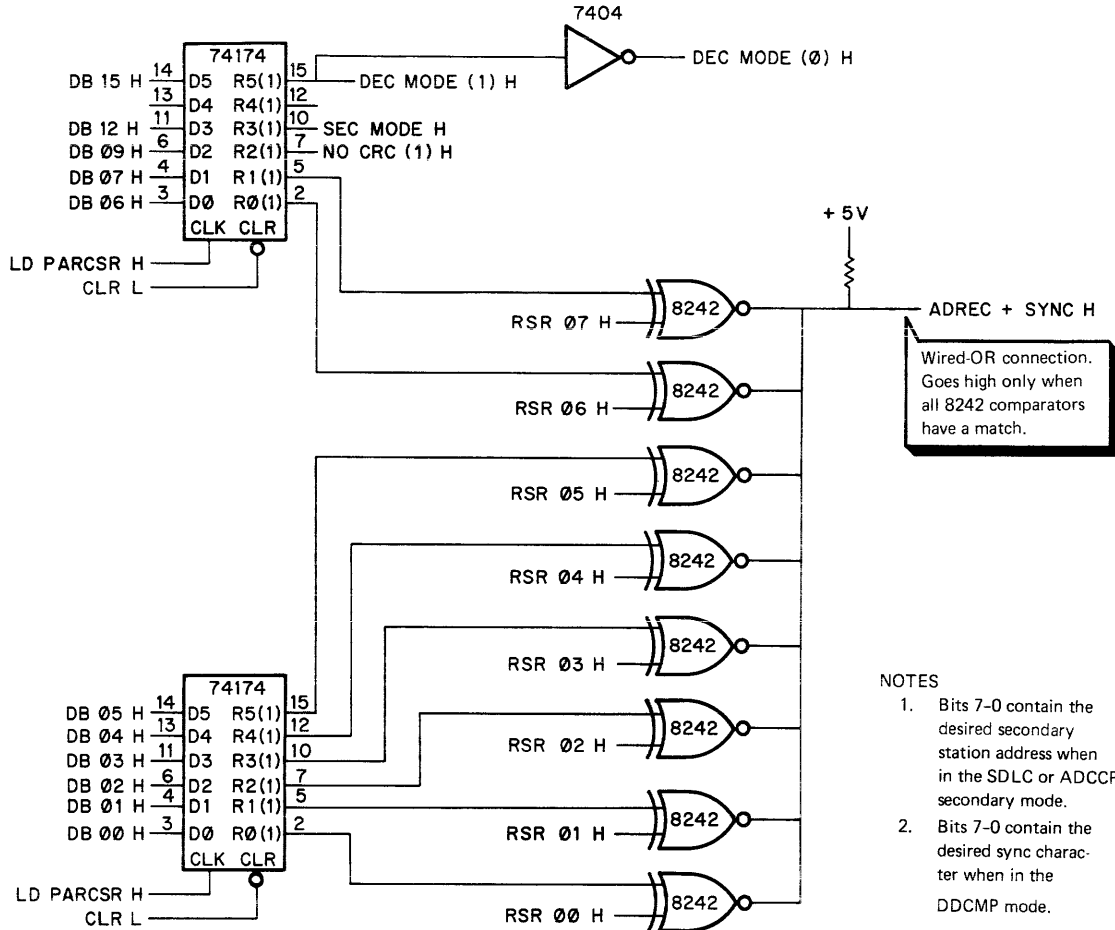 7404
DEC MODE (Ø) H
74174
DB 15 H 14 D5 R5(1) 15 DEC MODE (1) H
13 D4 R4(1) 12
DB 12 H 11 D3 R3(1) 10 SEC MODE H
DB Ø9 H 6 D2 R2(1) 7 NO CRC (1) H
DB Ø7 H 4 D1 R1(1) 5
DB Ø6 H 3 DØ RØ(1) 2
CLK CLR
LD PARCSR H
CLR L
+ 5V
8242
RSR Ø7 H
ADREC + SYNC H
Wired-OR connection.
Goes high only when
all 8242 comparators
have a match.
8242
RSR Ø6 H
8242
RSR Ø5 H
8242
RSR Ø4 H
8242
RSR Ø3 H
74174
DB Ø5 H 14 D5 R5(1) 15
DB Ø4 H 13 D4 R4(1) 12
DB Ø3 H 11 D3 R3(1) 10
DB Ø2 H 6 D2 R2(1) 7
DB Ø1 H 4 D1 R1(1) 5
DB ØØ H 3 DØ RØ(1) 2
CLK CLR
LD PARCSR H
CLR L
8242
RSR Ø2 H
8242
RSR Ø1 H
8242
RSR ØØ H
NOTES
1. Bits 7-0 contain the
desired secondary
station address when
in the SDLC or ADCCP
secondary mode.
2. Bits 7-0 contain the
desired sync charac-
ter when in the
DDCMP mode.